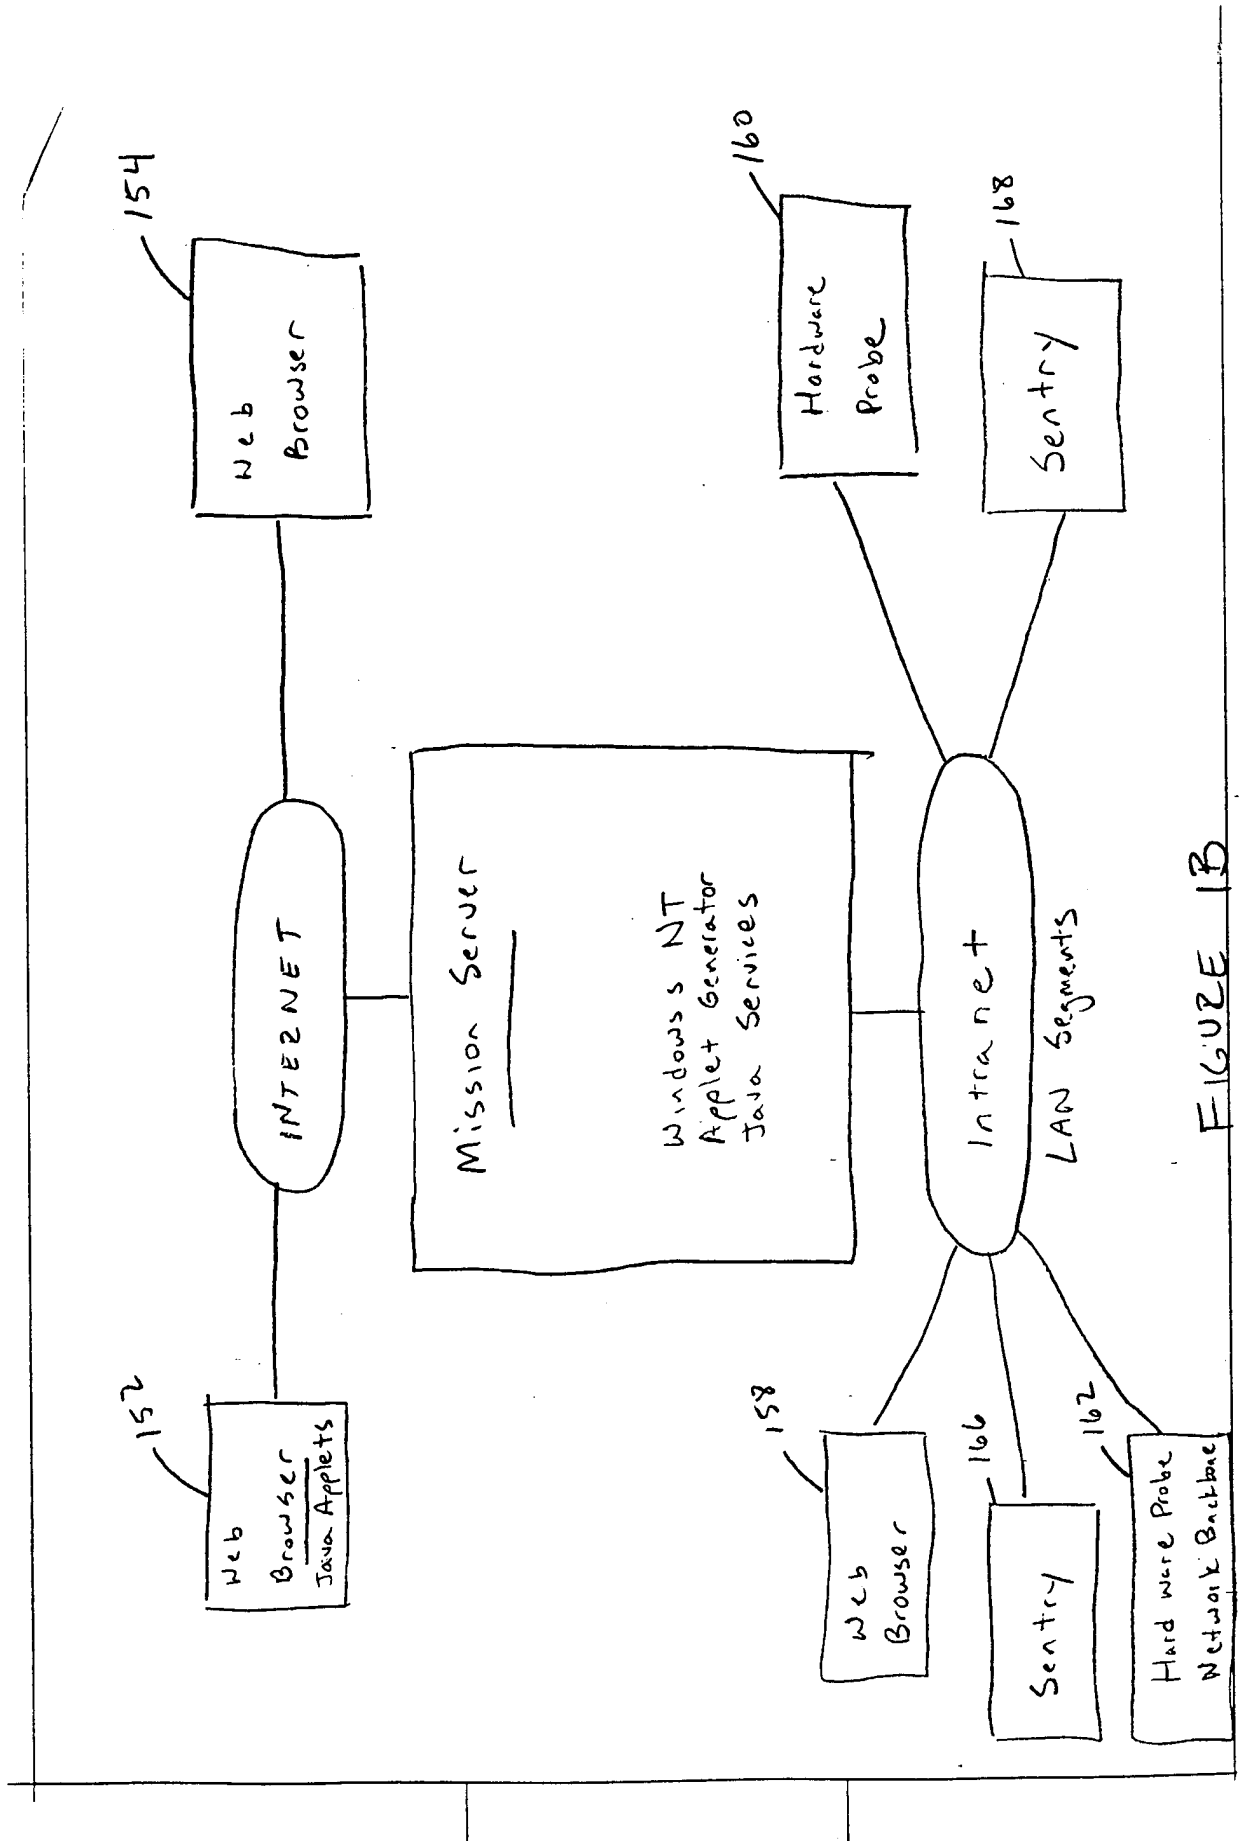 152
Web
Browser
Java Applets
INTERNET
154
Web
Browser
Mission Server
Windows NT
Applet Generator
Java Services
158
Web
Browser
166
Sentry
162
Hard ware Probe
Network Backbone
Intranet
LAN Segments
160
Hardware
Probe
168
Sentry
FIGURE 1B